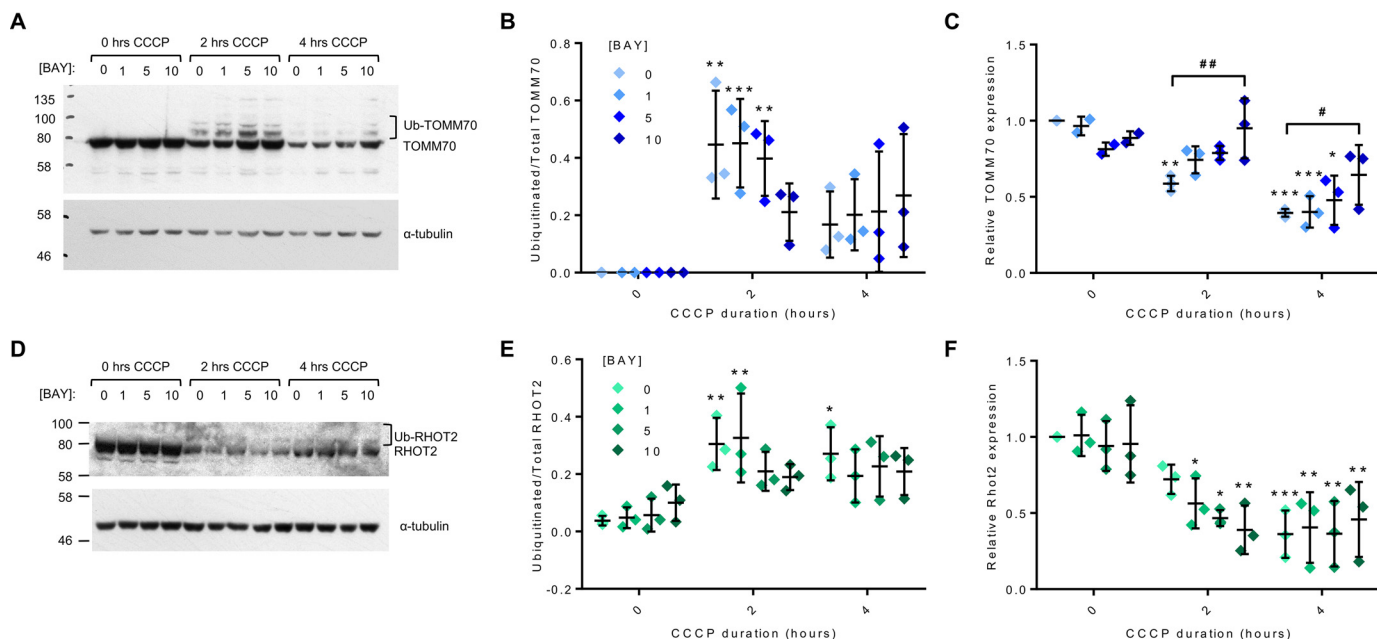 A
0 hrs CCCP 2 hrs CCCP 4 hrs CCCP
[BAY]: 0 1 5 10 0 1 5 10 0 1 5 10
135
100
80
58
Ub-TOMM70
TOMM70
58
46
α-tubulin
B
Ubiquitinated/Total TOMM70
0.8
0.6
0.4
0.2
0.0
[BAY]
0
1
5
10
** *** **
0 2 4
CCCP duration (hours)
C
Relative TOMM70 expression
1.5
1.0
0.5
0.0
##
#
** *** *** *
0 2 4
CCCP duration (hours)
D
0 hrs CCCP 2 hrs CCCP 4 hrs CCCP
[BAY]: 0 1 5 10 0 1 5 10 0 1 5 10
100
80
58
Ub-RHOT2
RHOT2
58
46
α-tubulin
E
Ubiquitinated/Total RHOT2
0.6
0.4
0.2
0.0
-0.2
[BAY]
0
1
5
10
** ** *
0 2 4
CCCP duration (hours)
F
Relative Rhot2 expression
1.5
1.0
0.5
0.0
* * ** *** ** ** **
0 2 4
CCCP duration (hours)